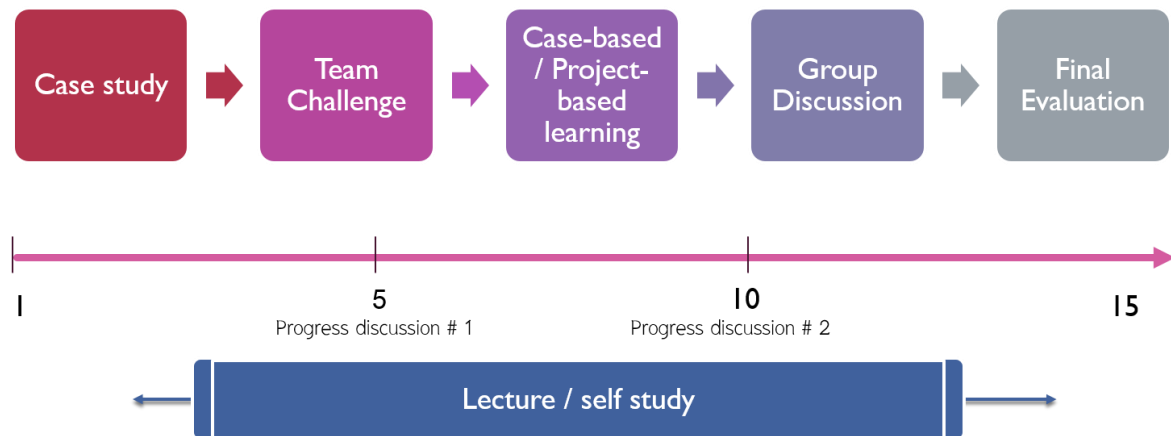 Case study
Team
Challenge
Case-based
/ Project-
based
learning
Group
Discussion
Final
Evaluation
1
5
10
15
Progress discussion # 1
Progress discussion # 2
Lecture / self study